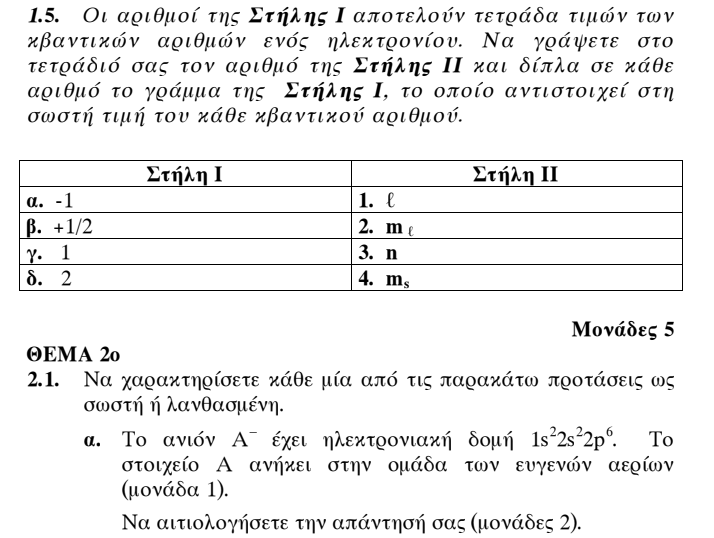 1.5. Οι αριθμοί της Στήλης Ι αποτελούν τετράδα τιμών των
κβαντικών αριθμών ενός ηλεκτρονίου. Να γράψετε στο
τετράδιό σας τον αριθμό της Στήλης ΙΙ και δίπλα σε κάθε
αριθμό το γράμμα της Στήλης Ι, το οποίο αντιστοιχεί στη
σωστή τιμή του κάθε κβαντικού αριθμού.
Στήλη Ι Στήλη ΙΙ
α. -1 1. ℓ
β. +1/2 2. m ℓ
γ. 1 3. n
δ. 2 4. ms
Μονάδες 5
ΘΕΜΑ 2ο
2.1. Να χαρακτηρίσετε κάθε μία από τις παρακάτω προτάσεις ως
σωστή ή λανθασμένη.
α. Το ανιόν Α⁻ έχει ηλεκτρονιακή δομή 1s²2s²2p⁶. Το
στοιχείο Α ανήκει στην ομάδα των ευγενών αερίων
(μονάδα 1).
Να αιτιολογήσετε την απάντησή σας (μονάδες 2).